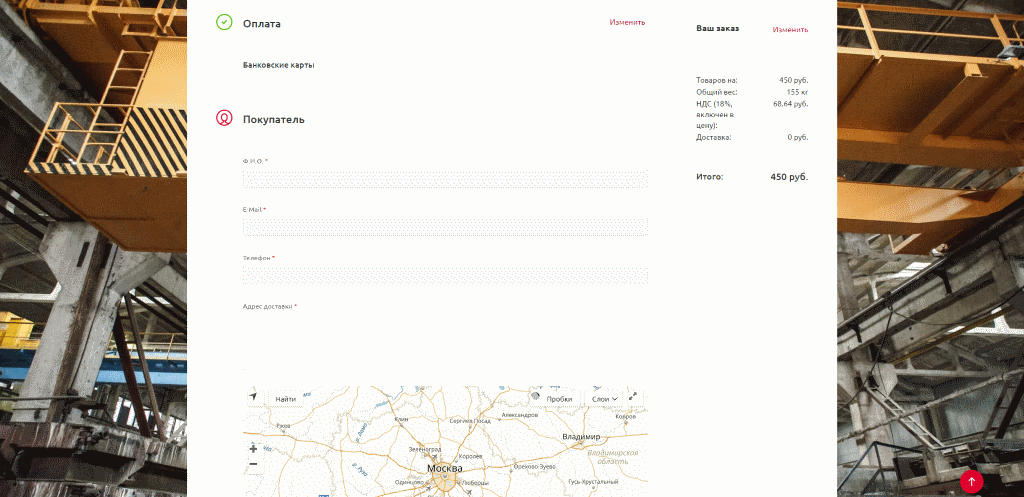 Оплата
Изменить
Банковские карты
Покупатель
Ф.И.О. *
E-Mail *
Телефон *
Адрес доставки *
Ваш заказ
Изменить
Товаров на: 450 руб.
Общий вес: 155 кг
НДС (18%, 68.64 руб.
включен в
цену):
Доставка: 0 руб.
Итого: 450 руб.
Найти
Пробки
Слои
Ржев
Клин
Сергиев Посад
Александров
Ковров
Владимир
Владимирская
область
Зеленоград
Королёв
Москва
Орехово-Зуево
Одинцово
Люберцы
Гусь-Хрустальный
р. Руза